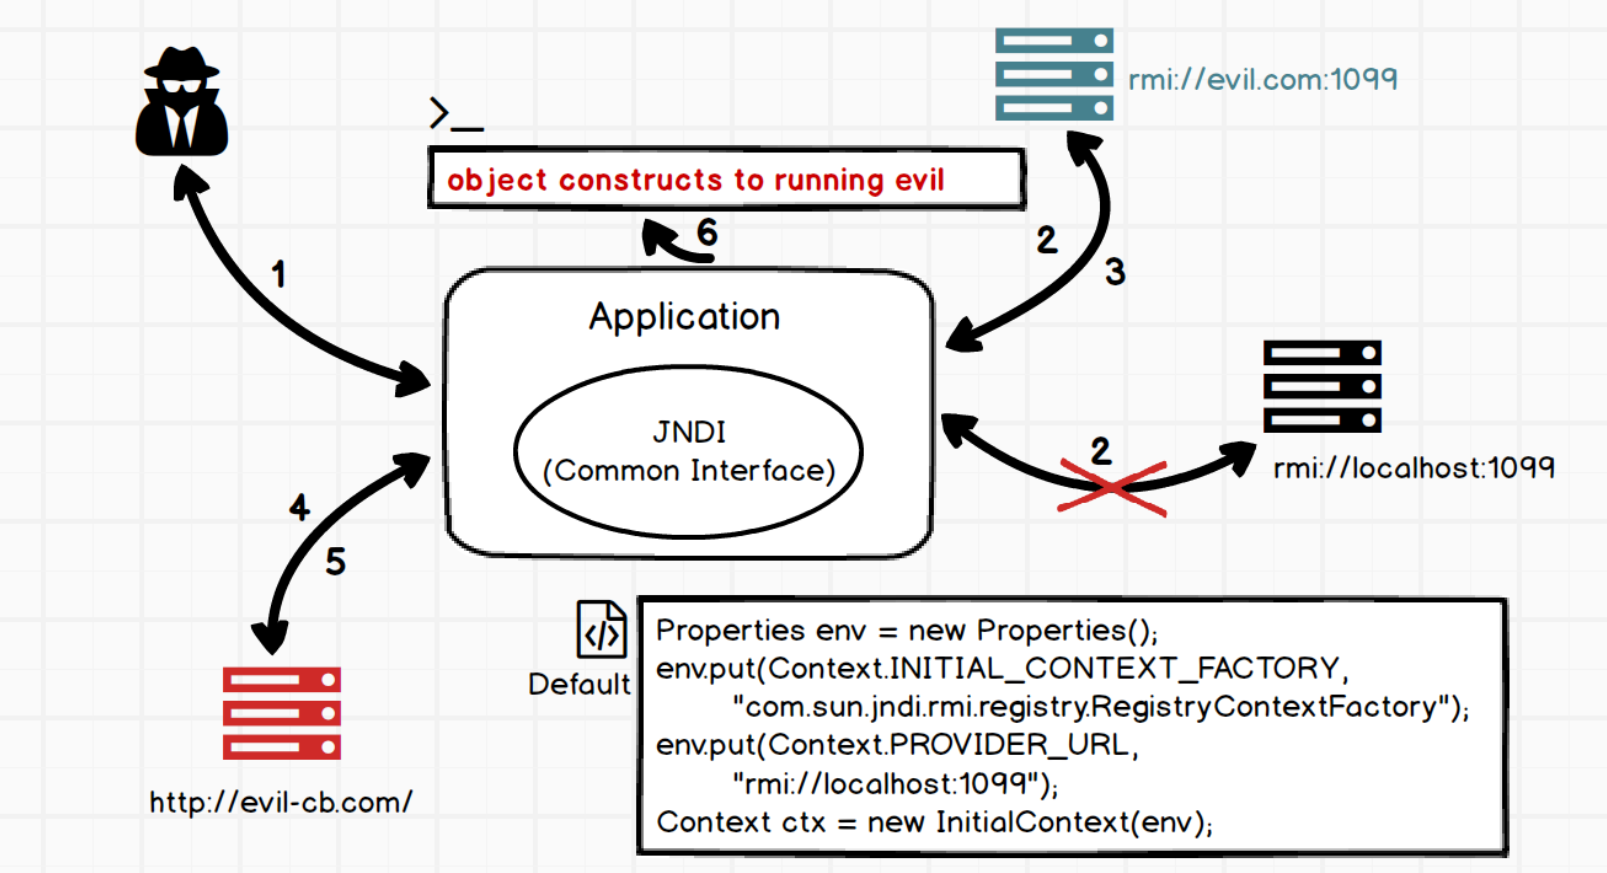 rmi://evil.com:1099
>_
object constructs to running evil
6
1
2
3
Application
JNDI
(Common Interface)
2
rmi://localhost:1099
4
5
http://evil-cb.com/
</>
Default
Properties env = new Properties();
env.put(Context.INITIAL_CONTEXT_FACTORY,
"com.sun.jndi.rmi.registry.RegistryContextFactory");
env.put(Context.PROVIDER_URL,
"rmi://localhost:1099");
Context ctx = new InitialContext(env);